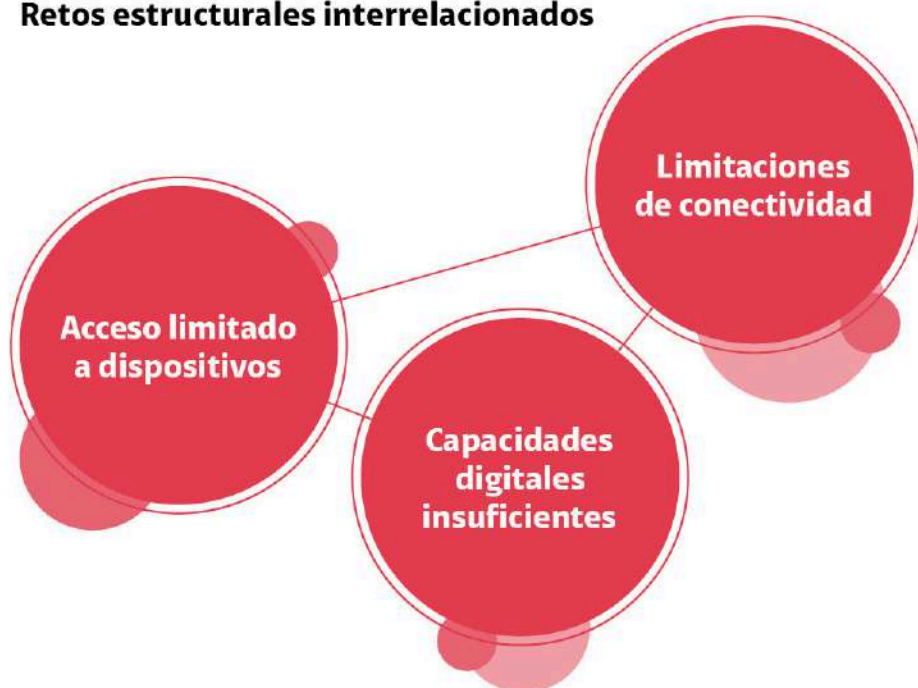 Retos estructurales interrelacionados
Limitaciones
de conectividad
Acceso limitado
a dispositivos
Capacidades
digitales
insuficientes